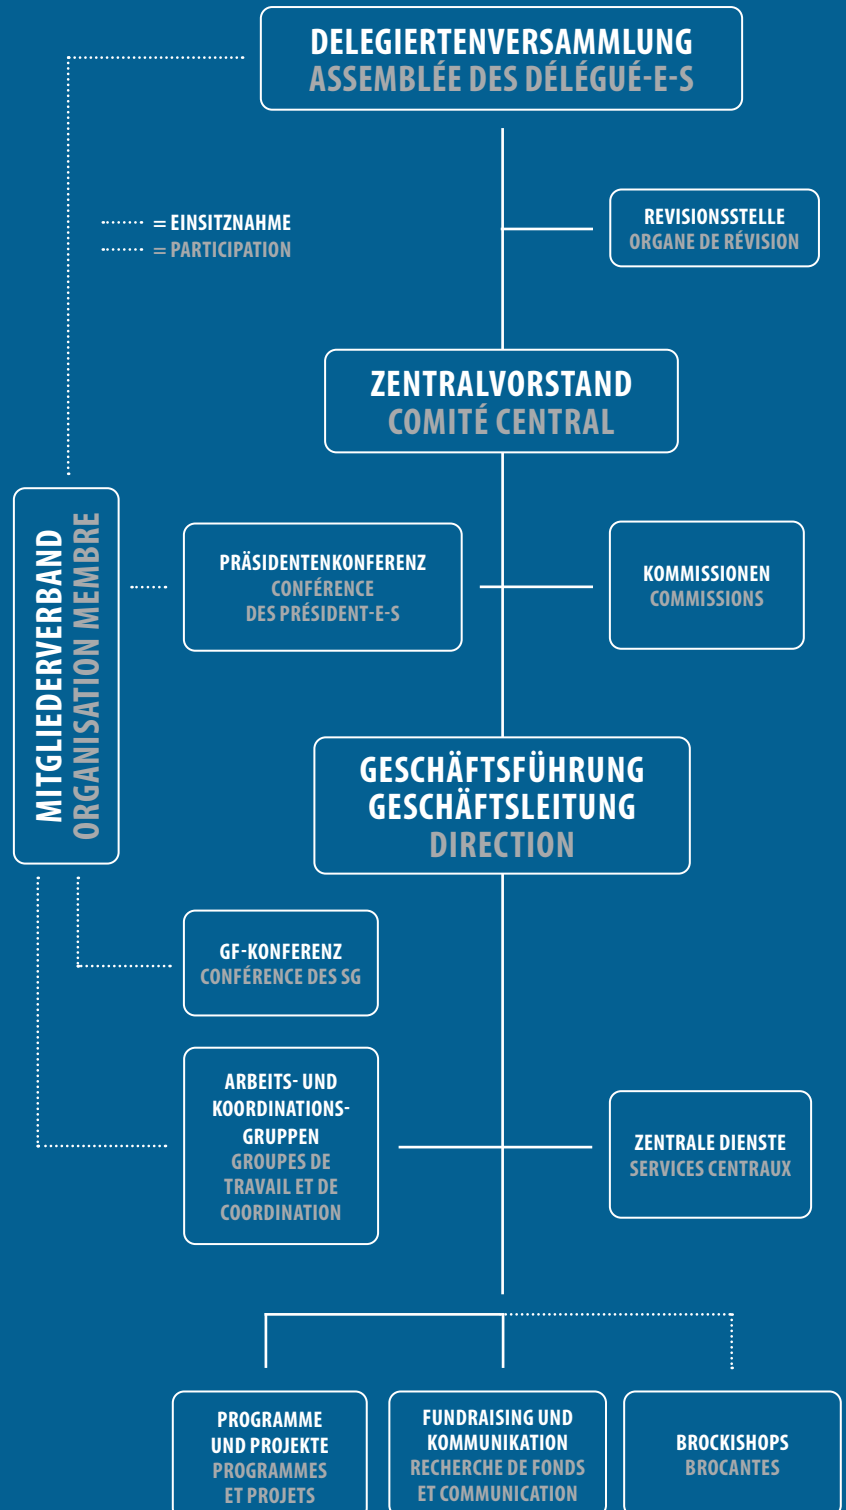 DELEGIERTENVERSAMMLUNG
ASSEMBLÉE DES DÉLÉGUÉ-E-S
= EINSITZNAHME
= PARTICIPATION
REVISIONSSTELLE
ORGANE DE RÉVISION
ZENTRALVORSTAND
COMITÉ CENTRAL
MITGLIEDERVERBAND
ORGANISATION MEMBRE
PRÄSIDENTENKONFERENZ
CONFÉRENCE
DES PRÉSIDENT-E-S
KOMMISSIONEN
COMMISSIONS
GESCHÄFTSFÜHRUNG
GESCHÄFTSLEITUNG
DIRECTION
GF-KONFERENZ
CONFÉRENCE DES SG
ARBEITS- UND
KOORDINATIONS-
GRUPPEN
GROUPES DE
TRAVAIL ET DE
COORDINATION
ZENTRALE DIENSTE
SERVICES CENTRAUX
PROGRAMME
UND PROJEKTE
PROGRAMMES
ET PROJETS
FUNDRAISING UND
KOMMUNIKATION
RECHERCHE DE FONDS
ET COMMUNICATION
BROCKISHOPS
BROCANTES